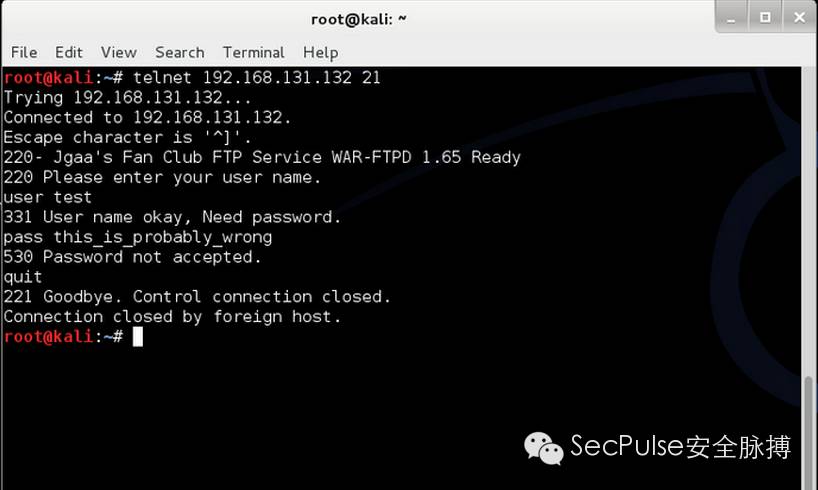 root@kali: ~
File Edit View Search Terminal Help
root@kali:~# telnet 192.168.131.132 21
Trying 192.168.131.132...
Connected to 192.168.131.132.
Escape character is '^]'.
220- Jgaa's Fan Club FTP Service WAR-FTPD 1.65 Ready
220 Please enter your user name.
user test
331 User name okay, Need password.
pass this_is_probably_wrong
530 Password not accepted.
quit
221 Goodbye. Control connection closed.
Connection closed by foreign host.
root@kali:~#
SecPulse安全脉搏